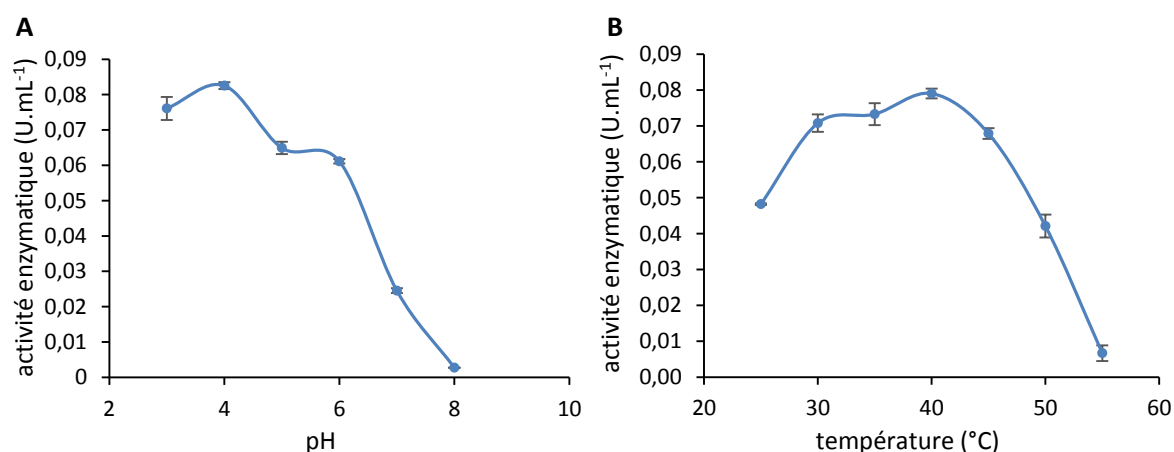 A
activité enzymatique (U.mL-1)
0,09
0,08
0,07
0,06
0,05
0,04
0,03
0,02
0,01
0
2 4 6 8 10
pH
B
activité enzymatique (U.mL-1)
0,09
0,08
0,07
0,06
0,05
0,04
0,03
0,02
0,01
0,00
20 30 40 50 60
température (°C)